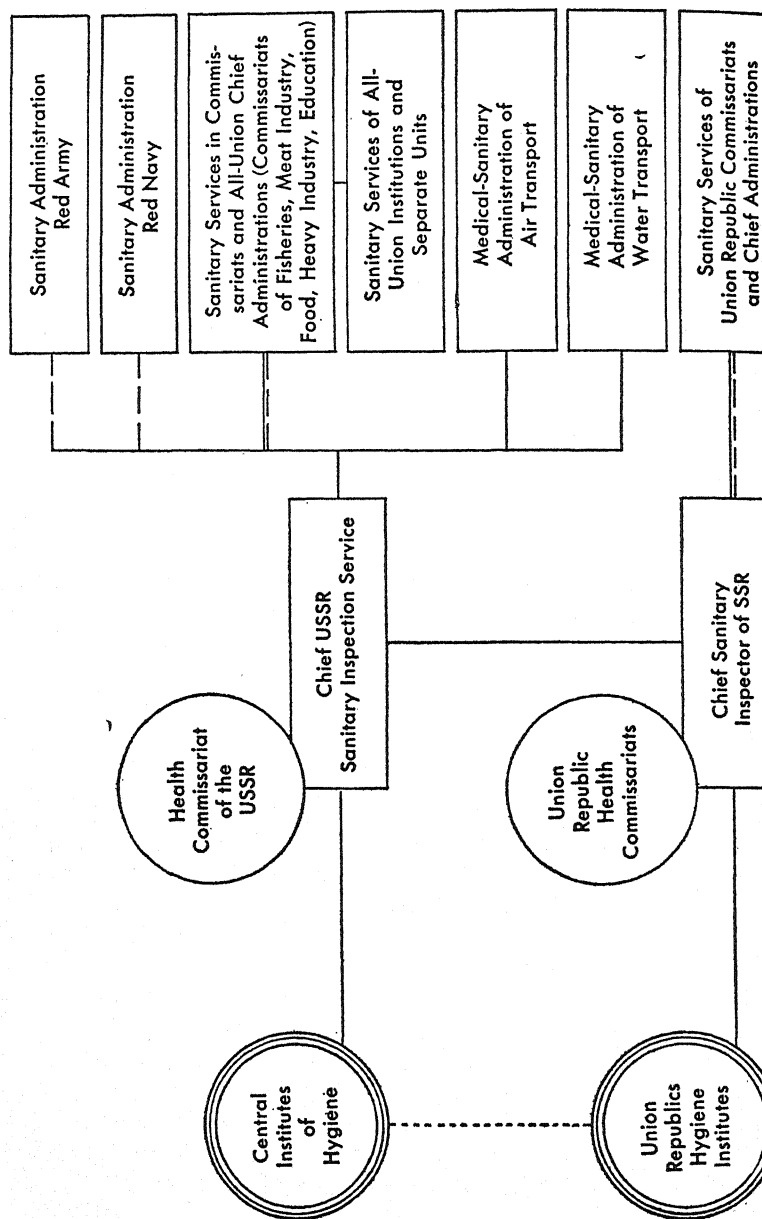 Sanitary Administration
Red Army
Sanitary Administration
Red Navy
Sanitary Services in Commis-
sariats and All-Union Chief
Administrations (Commissariats
of Fisheries, Meat Industry,
Food, Heavy Industry, Education)
Sanitary Services of All-
Union Institutions and
Separate Units
Medical-Sanitary
Administration of
Air Transport
Medical-Sanitary
Administration of
Water Transport
Sanitary Services of
Union Republic Commissariats
and Chief Administrations
Health
Commissariat
of the
USSR
Chief USSR
Sanitary Inspection Service
Union
Republic
Health
Commissariats
Chief Sanitary
Inspector of SSR
Central
Institutes
of
Hygiene
Union
Republics
Hygiene
Institutes